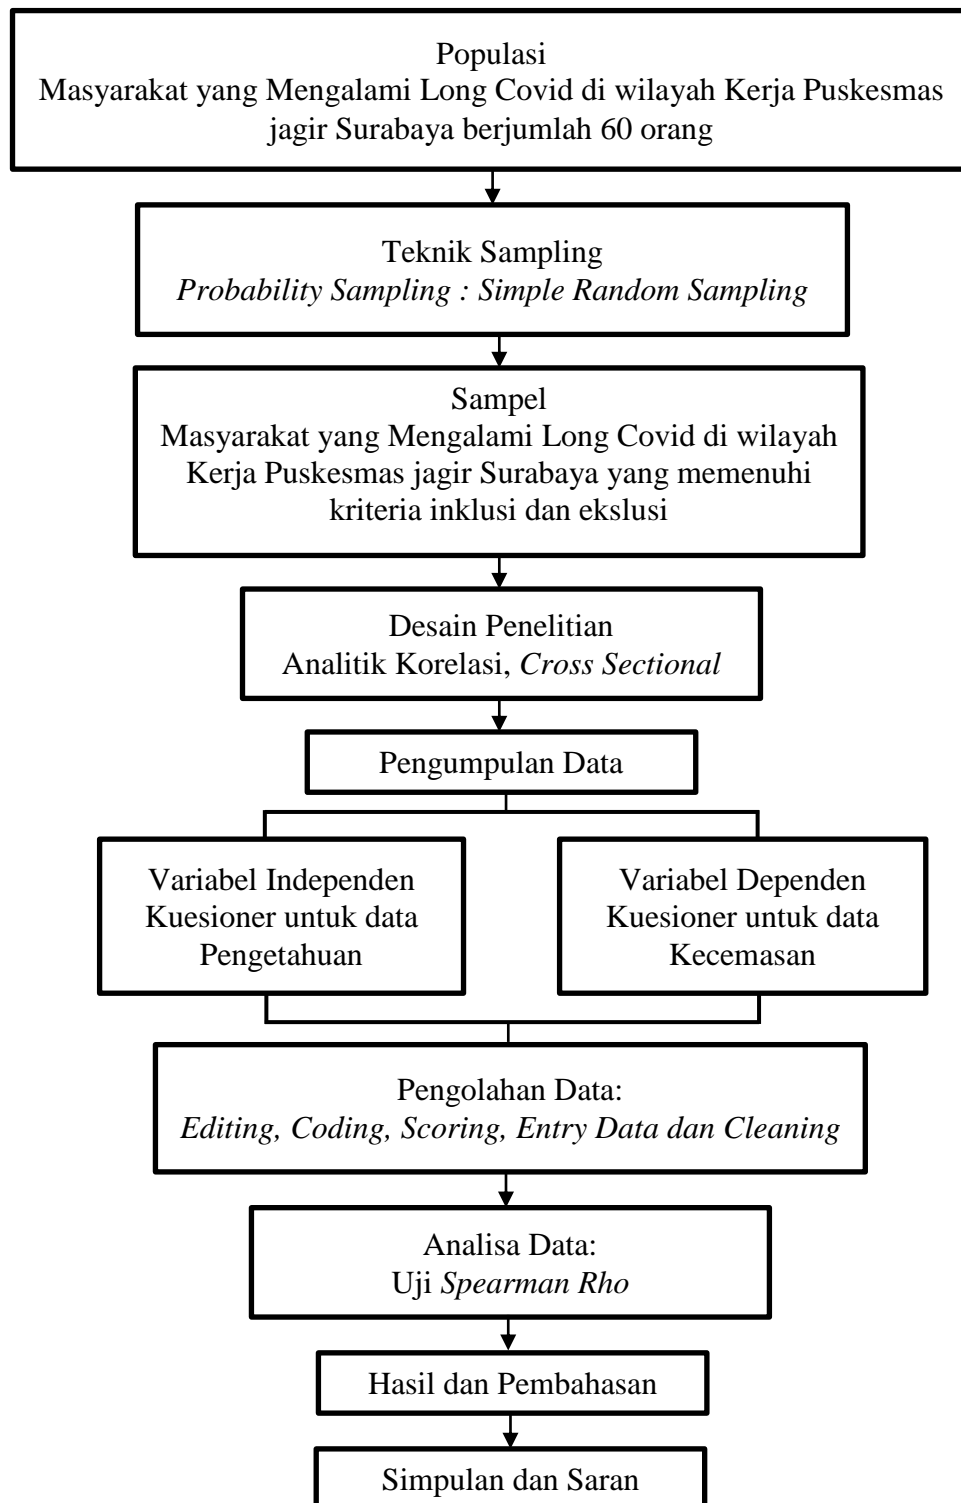 Populasi
Masyarakat yang Mengalami Long Covid di wilayah Kerja Puskesmas
jagir Surabaya berjumlah 60 orang
Teknik Sampling
Probability Sampling : Simple Random Sampling
Sampel
Masyarakat yang Mengalami Long Covid di wilayah
Kerja Puskesmas jagir Surabaya yang memenuhi
kriteria inklusi dan ekslusi
Desain Penelitian
Analitik Korelasi, Cross Sectional
Pengumpulan Data
Variabel Independen
Kuesioner untuk data
Pengetahuan
Variabel Dependen
Kuesioner untuk data
Kecemasan
Pengolahan Data:
Editing, Coding, Scoring, Entry Data dan Cleaning
Analisa Data:
Uji Spearman Rho
Hasil dan Pembahasan
Simpulan dan Saran